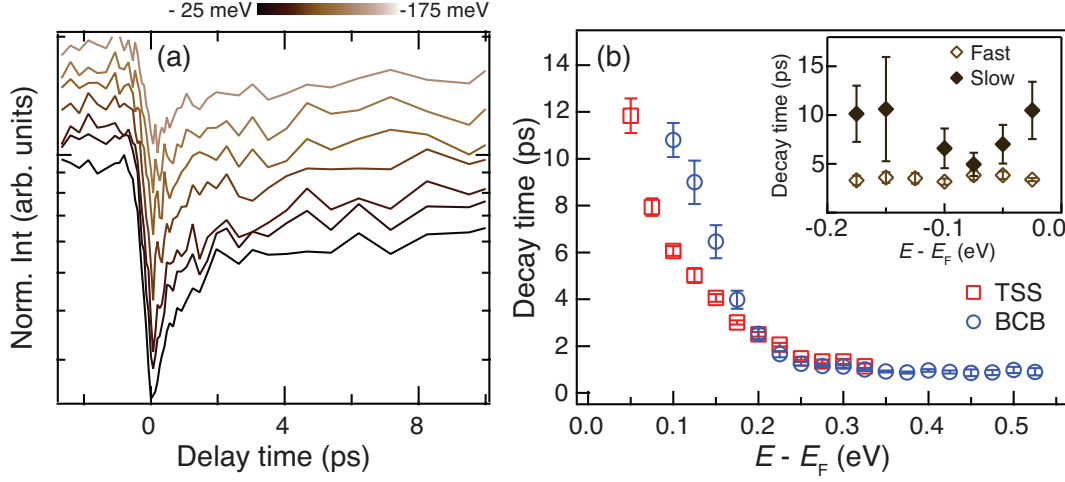 - 25 meV
-175 meV
(a)
Norm. Int (arb. units)
0
4
8
Delay time (ps)
(b)
14
12
10
8
6
4
2
0
Decay time (ps)
0.0
0.1
0.2
0.3
0.4
0.5
E - EF (eV)
TSS
BCB
Fast
Slow
15
10
5
Decay time (ps)
-0.2
-0.1
0.0
E - EF (eV)